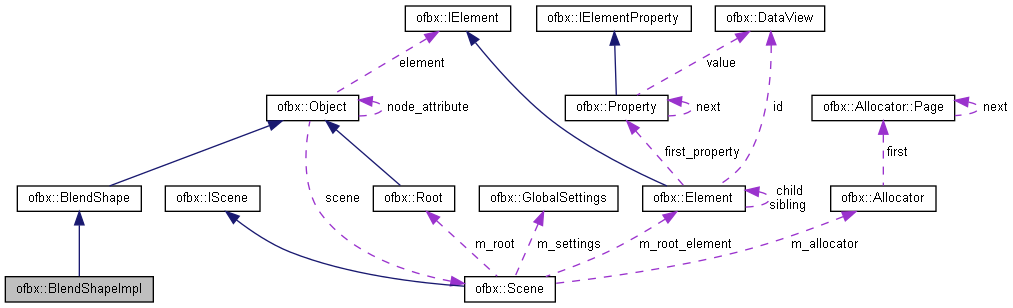 ofbx::IElement
ofbx::IElementProperty
ofbx::DataView
element
value
ofbx::Object
node_attribute
ofbx::Property
next
id
ofbx::Allocator::Page
next
first_property
first
ofbx::BlendShape
ofbx::IScene
scene
ofbx::Root
ofbx::GlobalSettings
ofbx::Element
child
sibling
ofbx::Allocator
m_root
m_settings
m_root_element
m_allocator
ofbx::BlendShapeImpl
ofbx::Scene